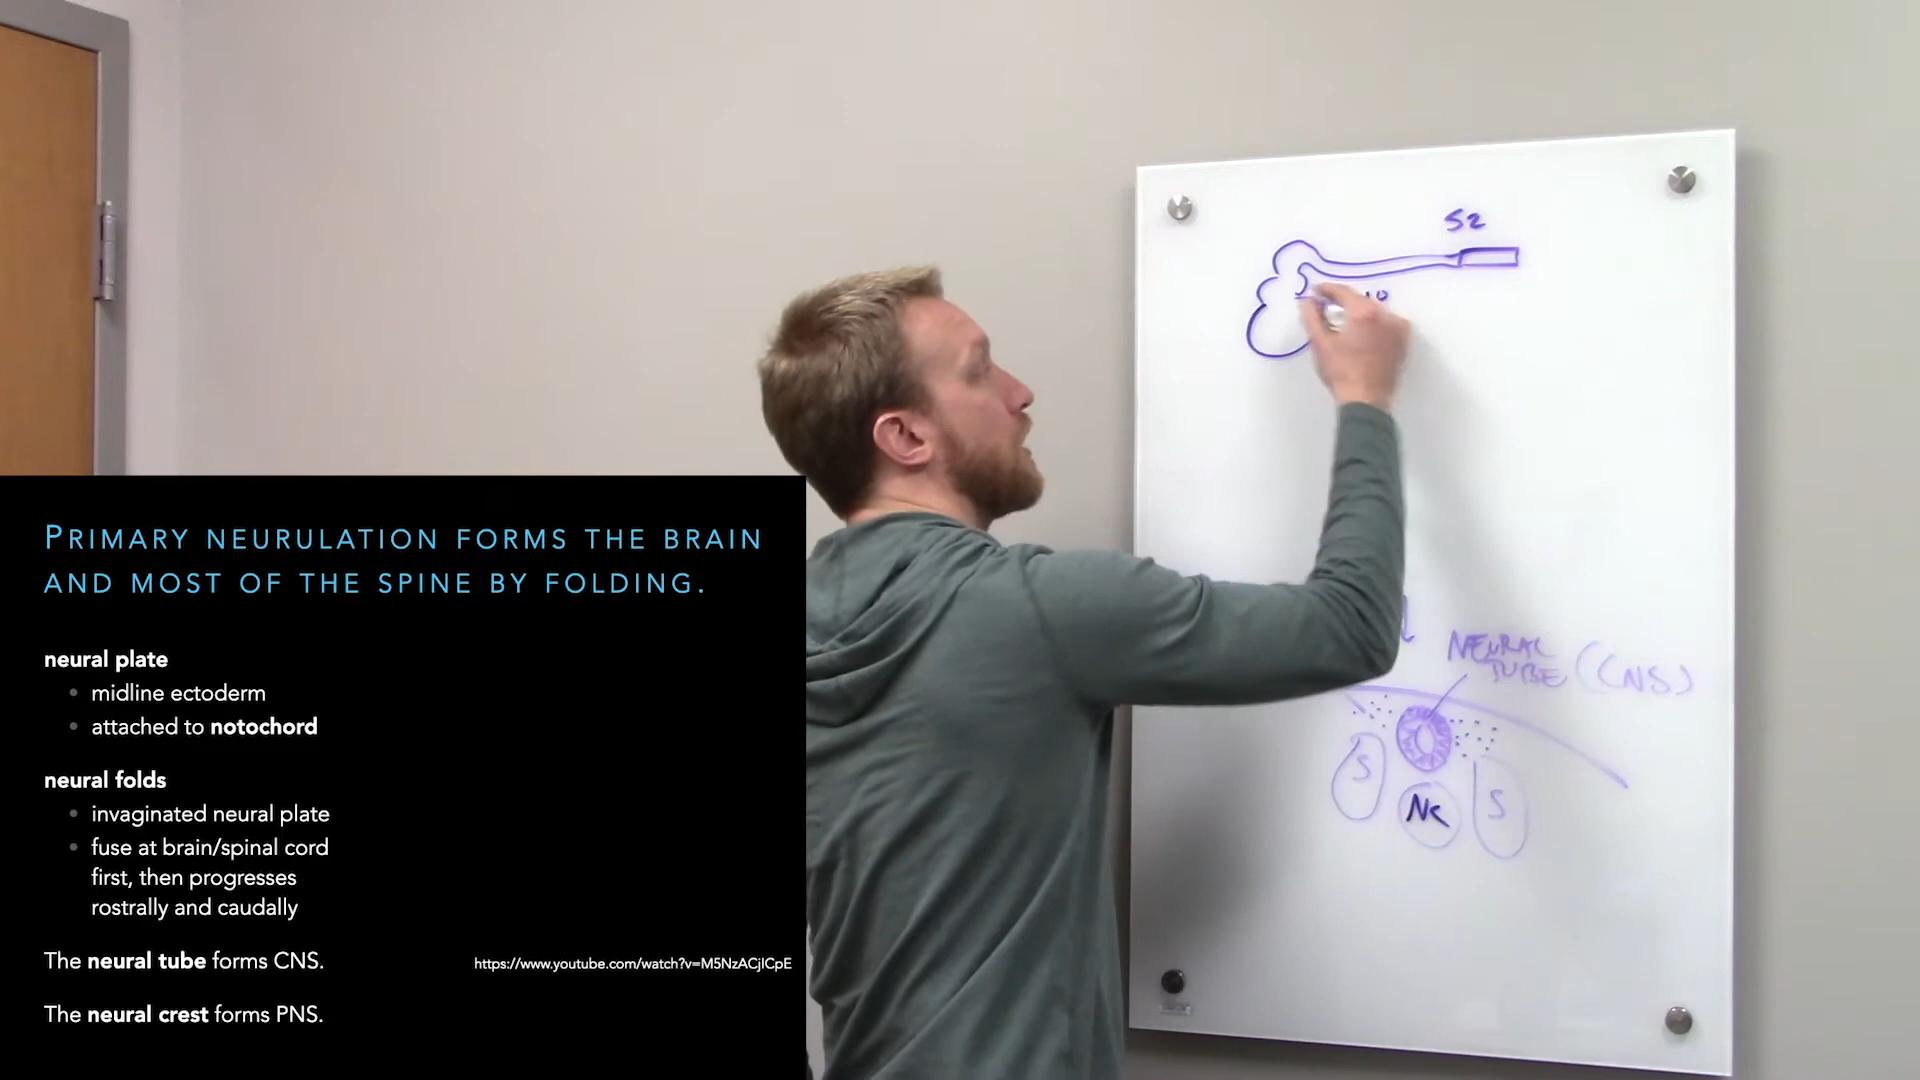 PRIMARY NEURULATION FORMS THE BRAIN
AND MOST OF THE SPINE BY FOLDING.
neural plate
• midline ectoderm
• attached to notochord
neural folds
• invaginated neural plate
• fuse at brain/spinal cord
first, then progresses
rostrally and caudally
The neural tube forms CNS.
https://www.youtube.com/watch?v=M5NzACjlCpE
The neural crest forms PNS.
S2
NEURAL
TUBE (CNS)
S
NC
S